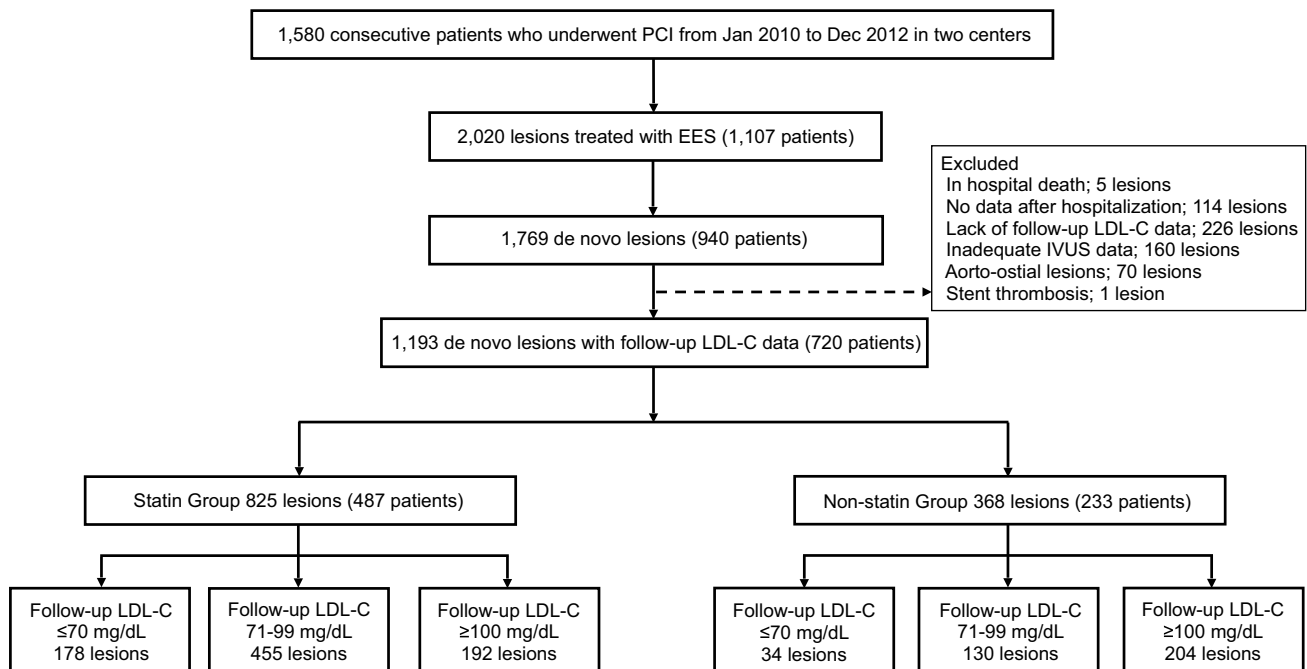 1,580 consecutive patients who underwent PCI from Jan 2010 to Dec 2012 in two centers
2,020 lesions treated with EES (1,107 patients)
Excluded
In hospital death; 5 lesions
No data after hospitalization; 114 lesions
Lack of follow-up LDL-C data; 226 lesions
Inadequate IVUS data; 160 lesions
Aorto-ostial lesions; 70 lesions
Stent thrombosis; 1 lesion
1,769 de novo lesions (940 patients)
1,193 de novo lesions with follow-up LDL-C data (720 patients)
Statin Group 825 lesions (487 patients)
Non-statin Group 368 lesions (233 patients)
Follow-up LDL-C
≤70 mg/dL
178 lesions
Follow-up LDL-C
71-99 mg/dL
455 lesions
Follow-up LDL-C
≥100 mg/dL
192 lesions
Follow-up LDL-C
≤70 mg/dL
34 lesions
Follow-up LDL-C
71-99 mg/dL
130 lesions
Follow-up LDL-C
≥100 mg/dL
204 lesions